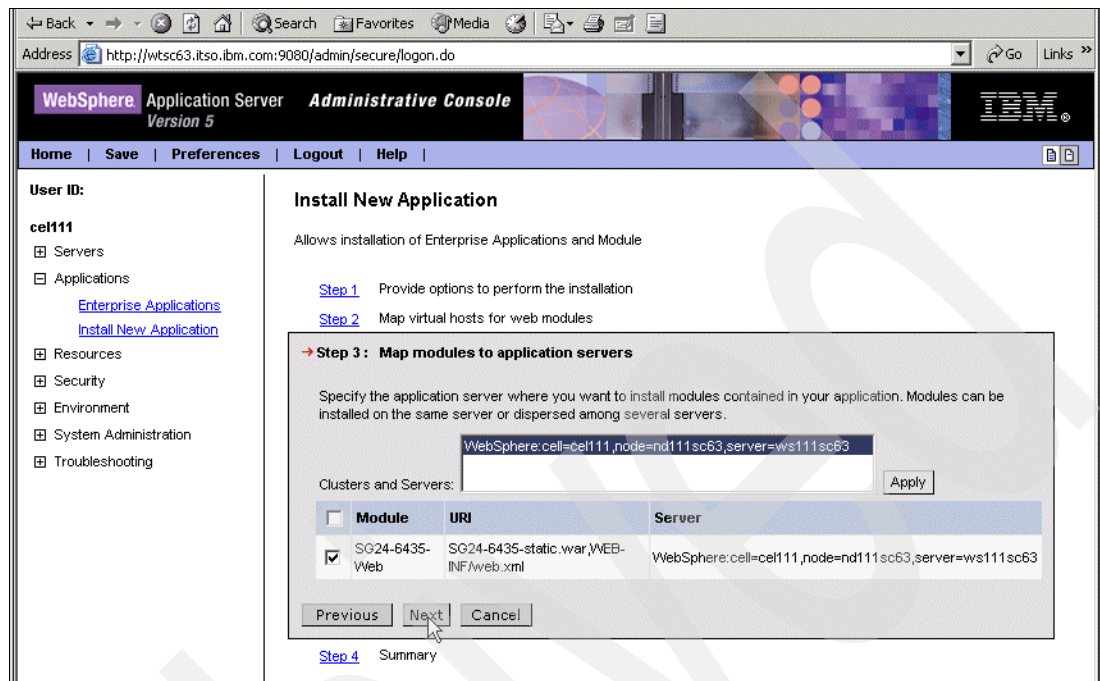 Back Search Favorites Media
Address http://wtsc63.itso.ibm.com:9080/admin/secure/logon.do Go Links »
WebSphere Application Server Administrative Console
Version 5
IBM®
Home | Save | Preferences | Logout | Help |
User ID:
cel111
Servers
Applications
Enterprise Applications
Install New Application
Resources
Security
Environment
System Administration
Troubleshooting
Install New Application
Allows installation of Enterprise Applications and Module
Step 1 Provide options to perform the installation
Step 2 Map virtual hosts for web modules
→ Step 3 : Map modules to application servers
Specify the application server where you want to install modules contained in your application. Modules can be
installed on the same server or dispersed among several servers.
WebSphere:cell=cel111,node=nd111sc63,server=ws111sc63
Clusters and Servers: Apply
Module URI Server
SG24-6435- SG24-6435-static.war,WEB- WebSphere:cell=cel111,node=nd111sc63,server=ws111sc63
Web INF/web.xml
Previous Next Cancel
Step 4 Summary